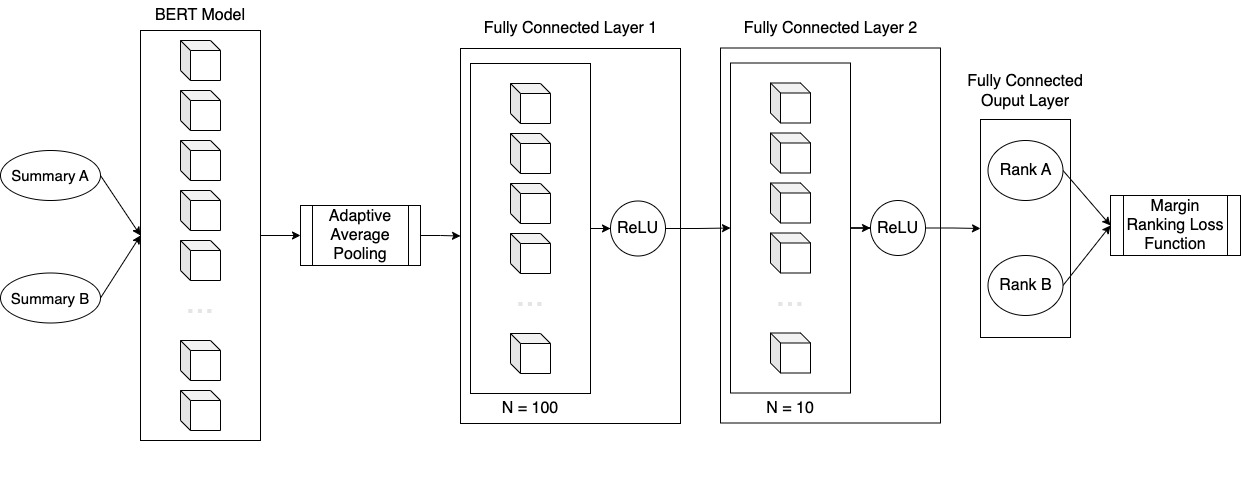 BERT Model
Summary A
Summary B
Adaptive
Average
Pooling
Fully Connected Layer 1
ReLU
N = 100
Fully Connected Layer 2
ReLU
N = 10
Fully Connected
Ouput Layer
Rank A
Rank B
Margin
Ranking Loss
Function